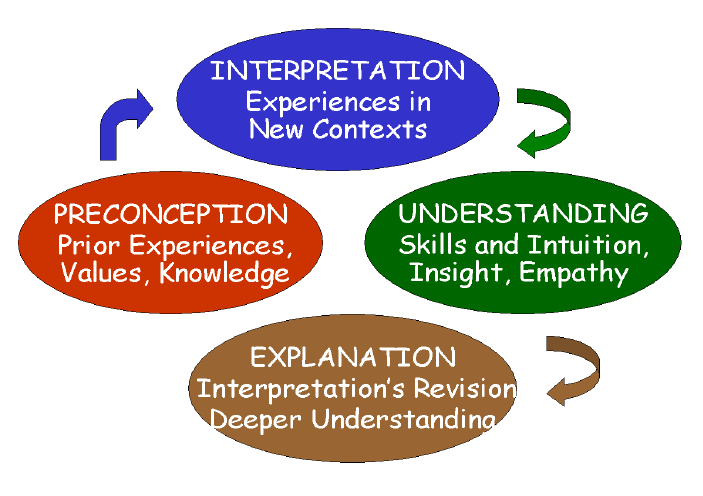 INTERPRETATION
Experiences in
New Contexts
PRECONCEPTION
Prior Experiences,
Values, Knowledge
UNDERSTANDING
Skills and Intuition,
Insight, Empathy
EXPLANATION
Interpretation's Revision
Deeper Understanding